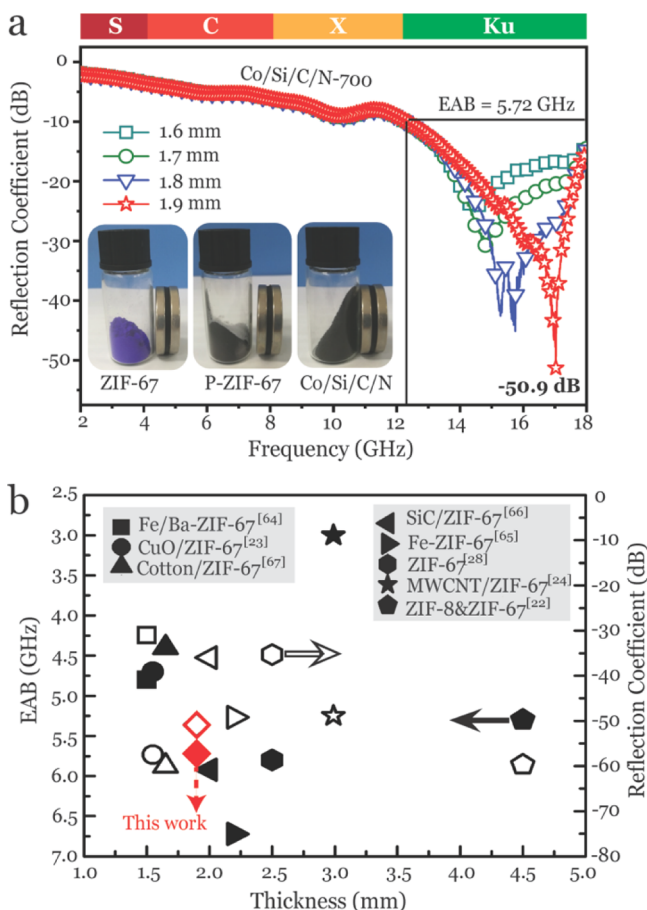 a
S C X Ku
Co/Si/C/N-700
EAB = 5.72 GHz
1.6 mm
1.7 mm
1.8 mm
1.9 mm
Reflection Coefficient (dB)
0
-10
-20
-30
-40
-50
ZIF-67
P-ZIF-67
Co/Si/C/N
-50.9 dB
2 4 6 8 10 12 14 16 18
Frequency (GHz)
b
EAB (GHz)
2.5
3.0
3.5
4.0
4.5
5.0
5.5
6.0
6.5
7.0
Fe/Ba-ZIF-67[64]
CuO/ZIF-67[23]
Cotton/ZIF-67[67]
SiC/ZIF-67[66]
Fe-ZIF-67[65]
ZIF-67[28]
MWCNT/ZIF-67[24]
ZIF-8&ZIF-67[22]
This work
0
-10
-20
-30
-40
-50
-60
-70
-80
Reflection Coefficient (dB)
1.0 1.5 2.0 2.5 3.0 3.5 4.0 4.5 5.0
Thickness (mm)